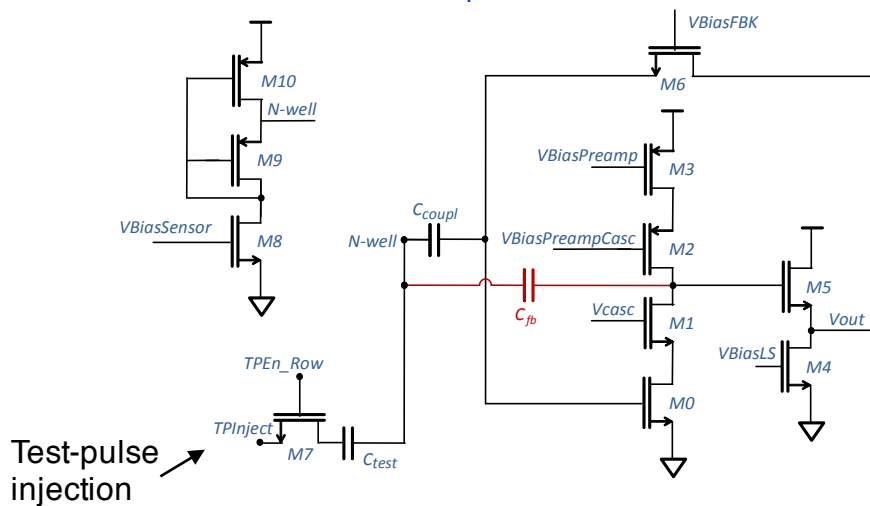 VBiasFBK
M10
M6
N-well
M9
VBiasPreamp
M3
VBiasSensor
M8
Ccoupl
N-well
VBiasPreampCasc
M2
M5
Cfb
Vcasc
M1
Vout
TPEn_Row
VBiasLS
M4
M0
TPInject
M7
Ctest
Test-pulse
injection